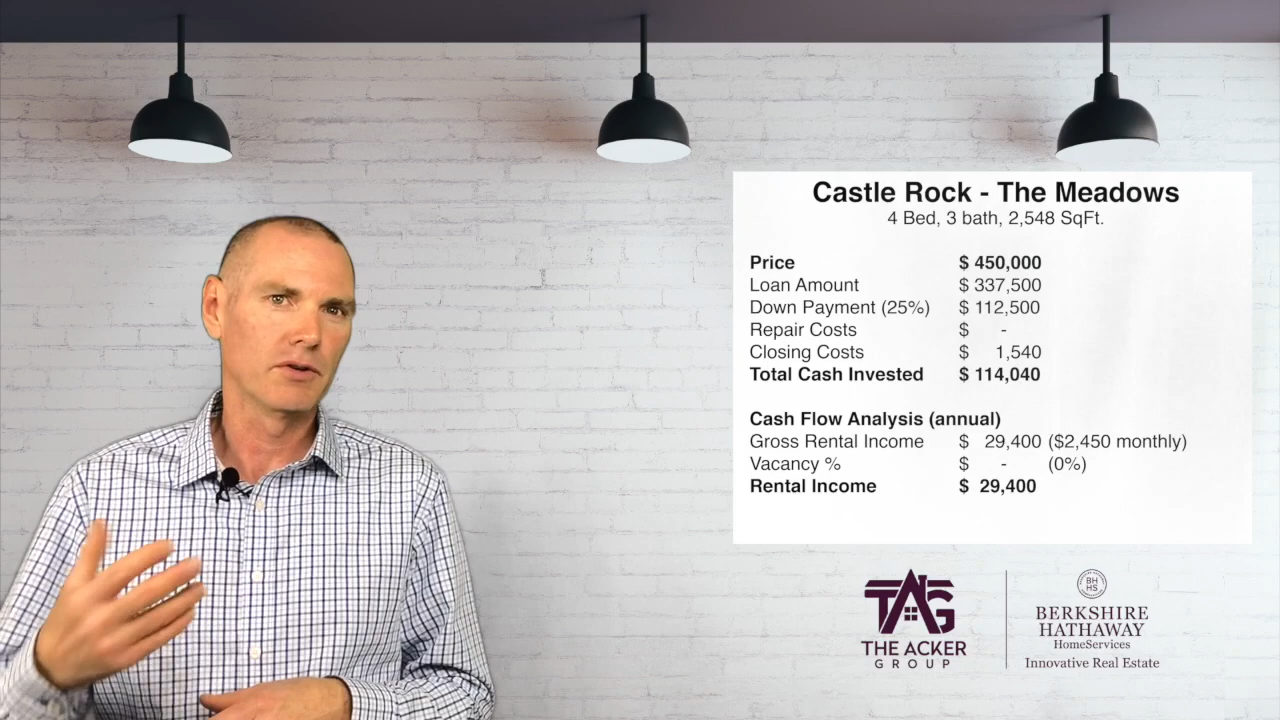 Castle Rock - The Meadows
4 Bed, 3 bath, 2,548 SqFt.
Price $ 450,000
Loan Amount $ 337,500
Down Payment (25%) $ 112,500
Repair Costs $ -
Closing Costs $ 1,540
Total Cash Invested $ 114,040
Cash Flow Analysis (annual)
Gross Rental Income $ 29,400 ($2,450 monthly)
Vacancy % $ - (0%)
Rental Income $ 29,400
TAG
THE ACKER
GROUP
BH
HS
BERKSHIRE
HATHAWAY
HomeServices
Innovative Real Estate